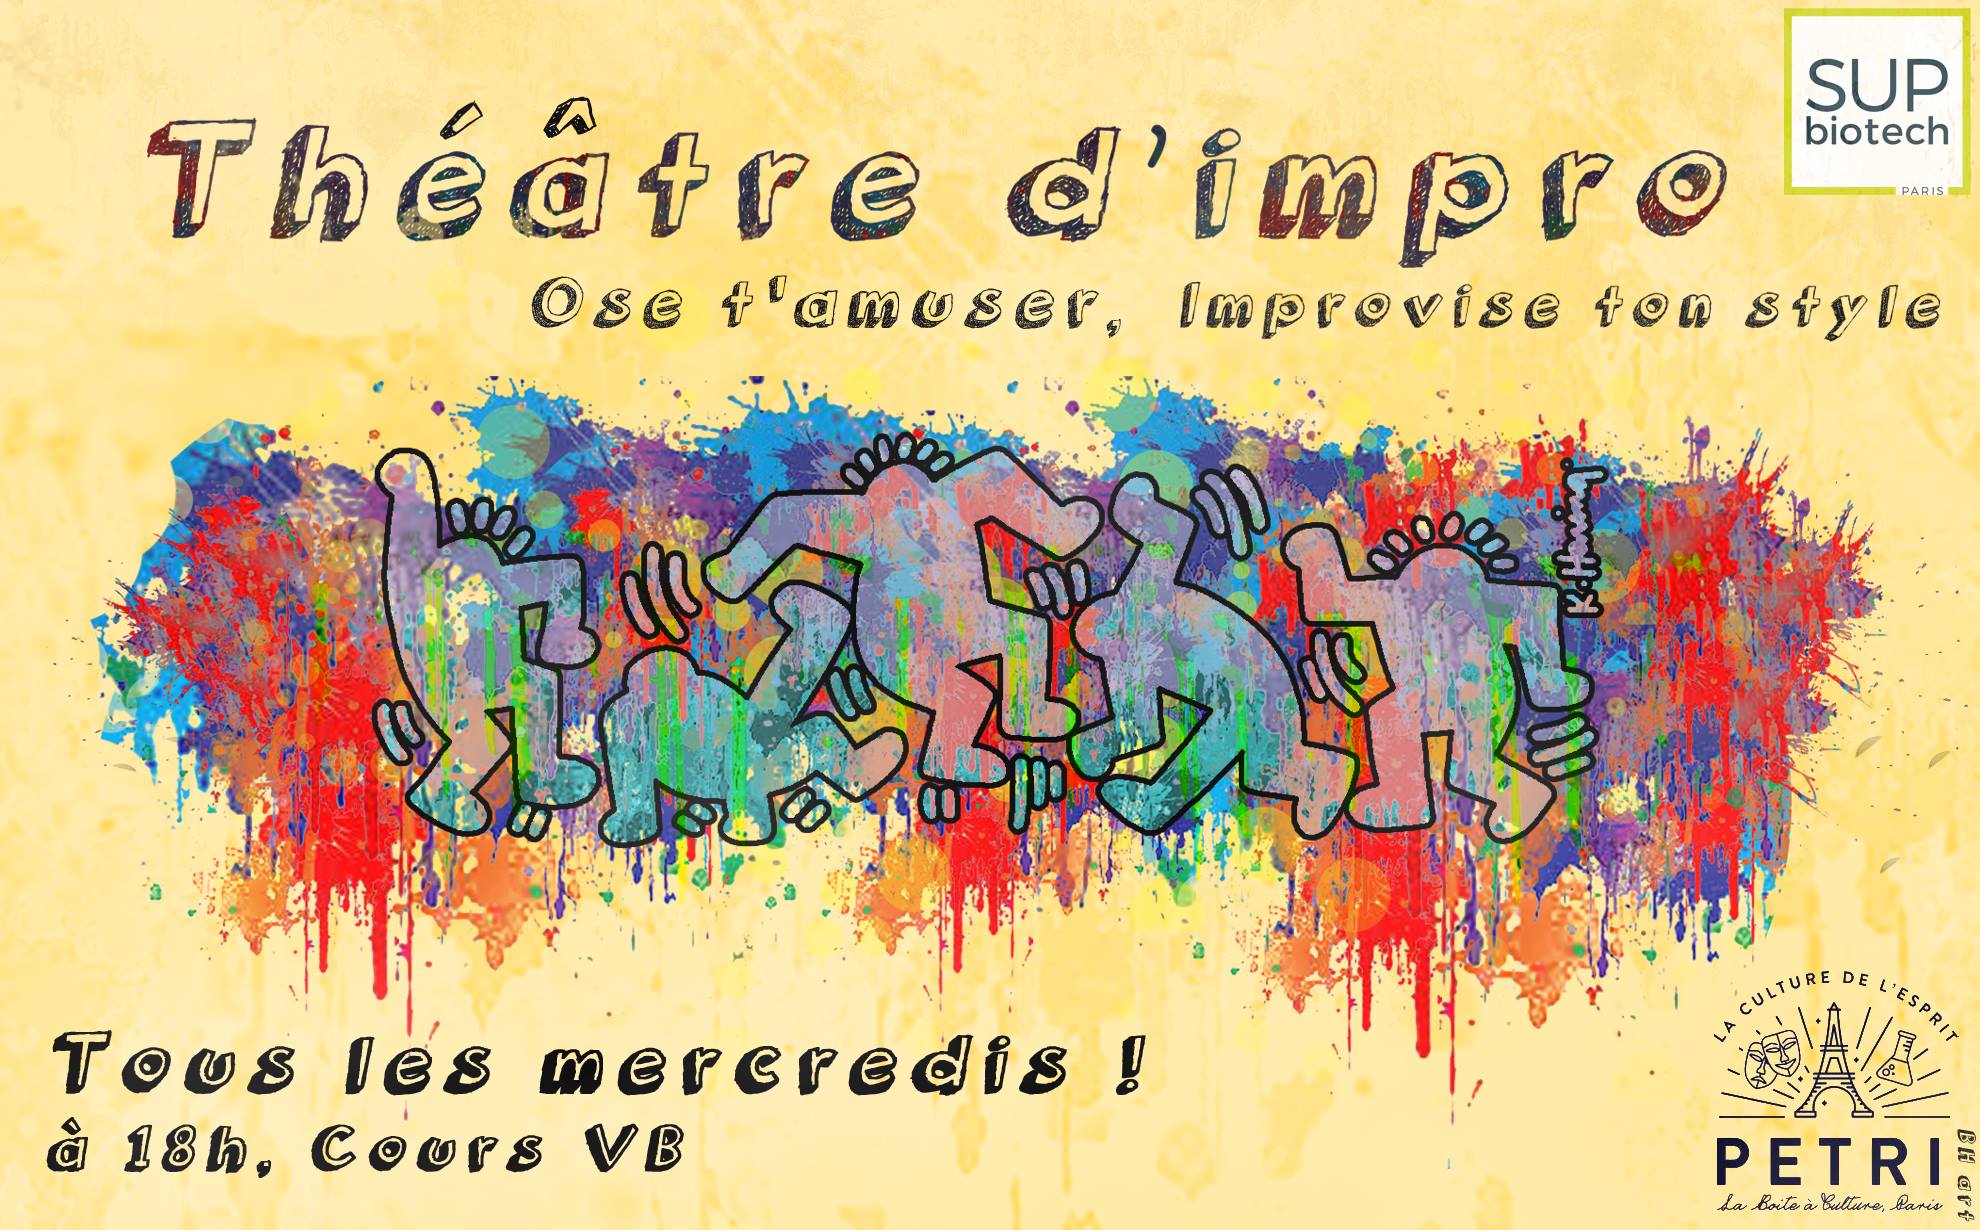 SUP
biotech
PARIS
Théâtre d'impro
Ose t'amuser, Improvise ton style
K.Haring
Tous les mercredis !
à 18h, Cours VB
LA CULTURE DE L'ESPRIT
PETRI
La Boite à Culture, Paris
BH art